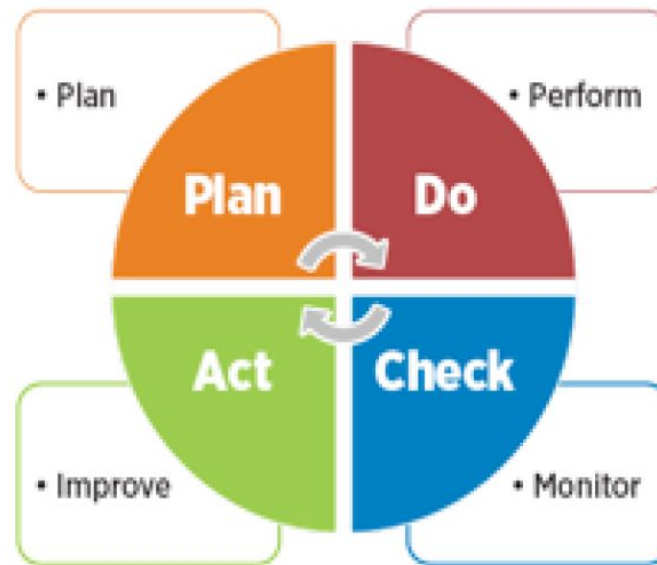 • Plan
• Perform
Plan
Do
Act
Check
• Improve
• Monitor